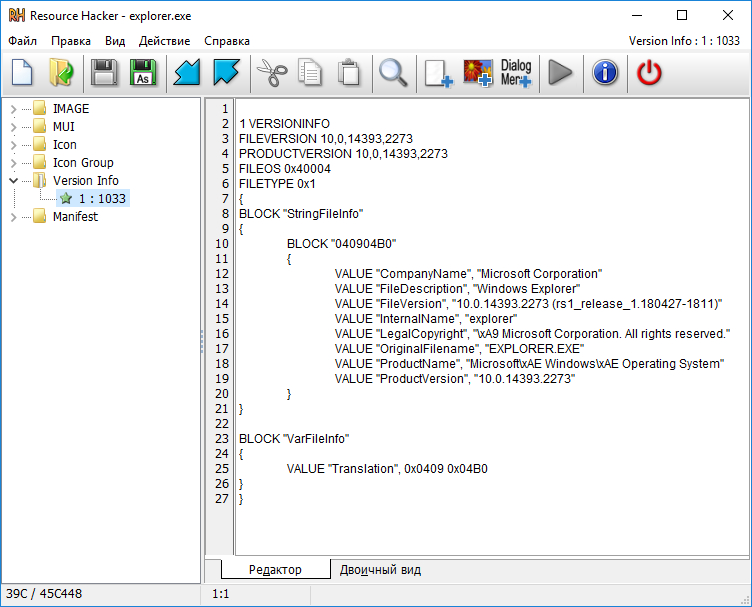 Resource Hacker - explorer.exe
Файл Правка Вид Действие Справка Version Info : 1 : 1033
As
Dialog
Menu
IMAGE
MUI
Icon
Icon Group
Version Info
1 : 1033
Manifest
1
2 1 VERSIONINFO
3 FILEVERSION 10,0,14393,2273
4 PRODUCTVERSION 10,0,14393,2273
5 FILEOS 0x40004
6 FILETYPE 0x1
7 {
8 BLOCK "StringFileInfo"
9 {
10 BLOCK "040904B0"
11 {
12 VALUE "CompanyName", "Microsoft Corporation"
13 VALUE "FileDescription", "Windows Explorer"
14 VALUE "FileVersion", "10.0.14393.2273 (rs1_release_1.180427-1811)"
15 VALUE "InternalName", "explorer"
16 VALUE "LegalCopyright", "\xA9 Microsoft Corporation. All rights reserved."
17 VALUE "OriginalFilename", "EXPLORER.EXE"
18 VALUE "ProductName", "Microsoft\xAE Windows\xAE Operating System"
19 VALUE "ProductVersion", "10.0.14393.2273"
20 }
21 }
22
23 BLOCK "VarFileInfo"
24 {
25 VALUE "Translation", 0x0409 0x04B0
26 }
27 }
Редактор Двоичный вид
39C / 45C448 1:1